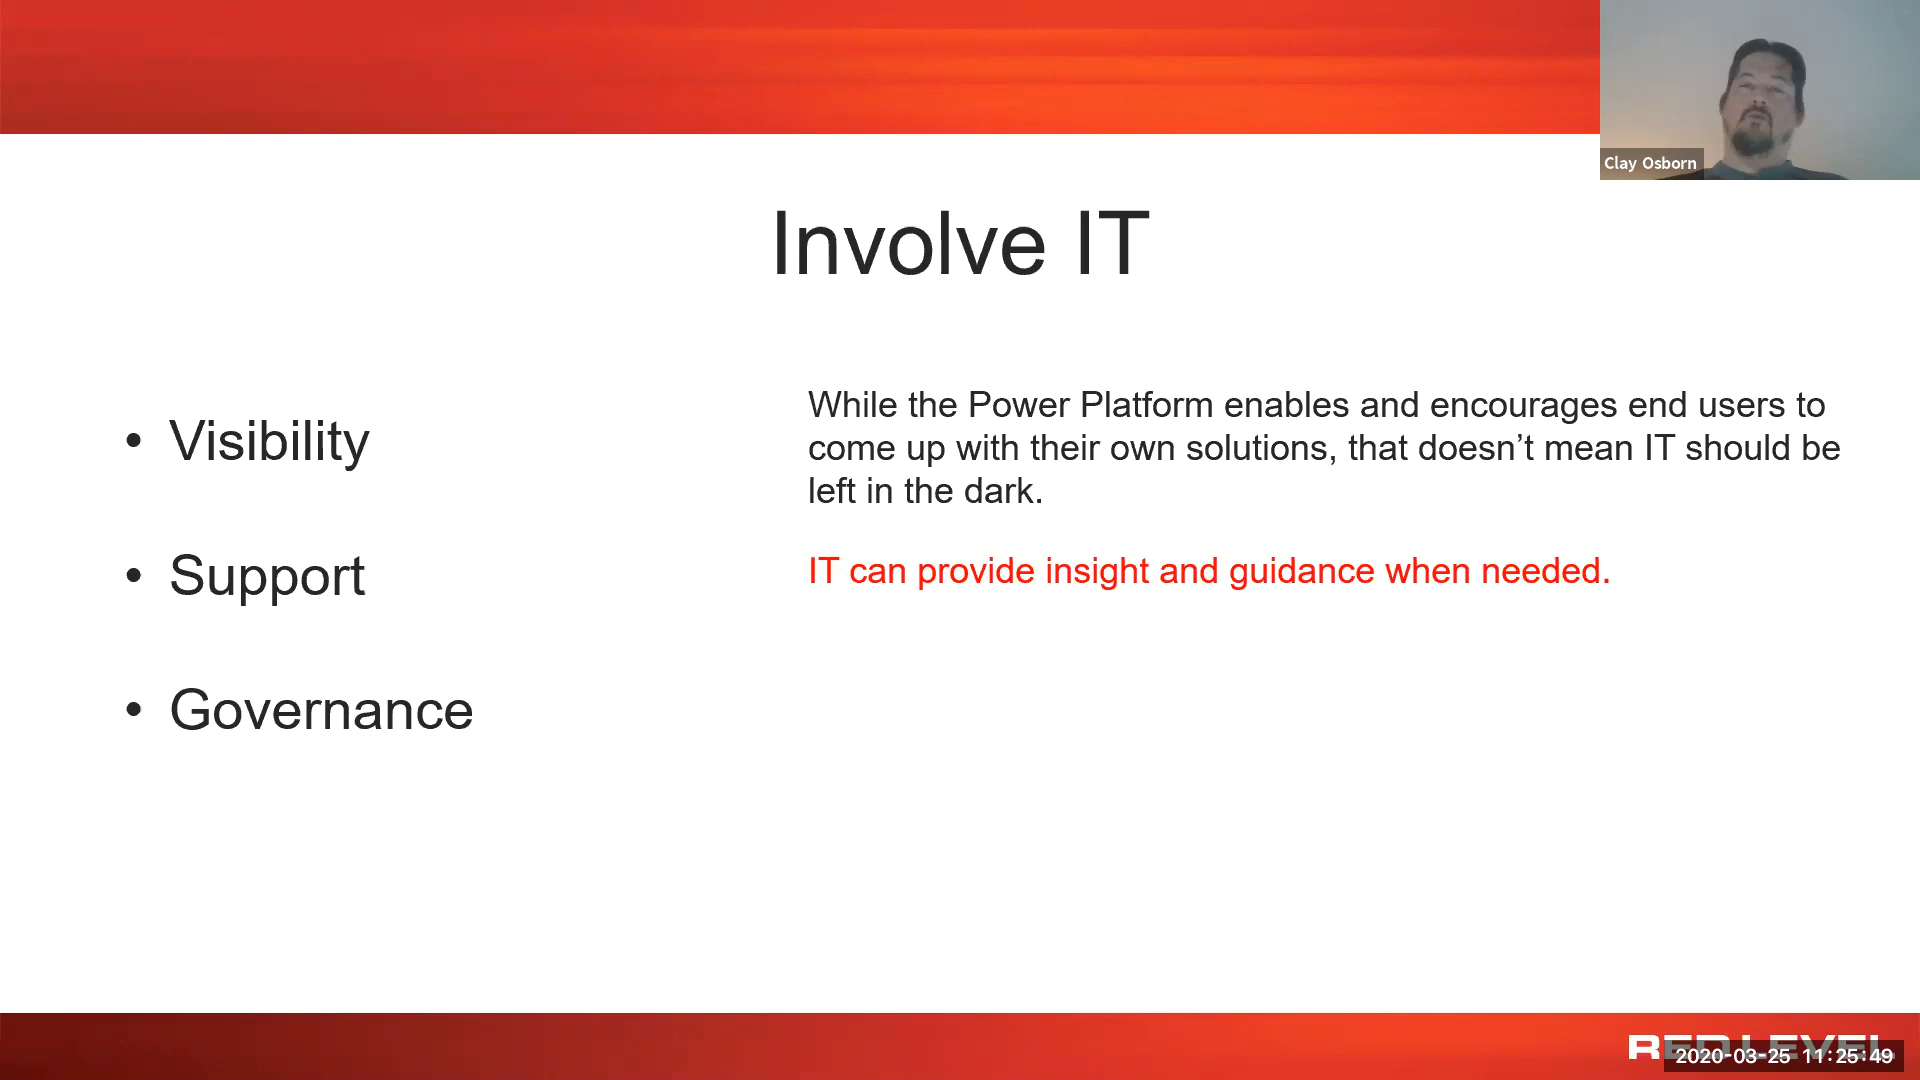 Clay Osborn
Involve IT
• Visibility
• Support
• Governance
While the Power Platform enables and encourages end users to
come up with their own solutions, that doesn’t mean IT should be
left in the dark.
IT can provide insight and guidance when needed.
RED LEVEL
2020-03-25 11:25:49